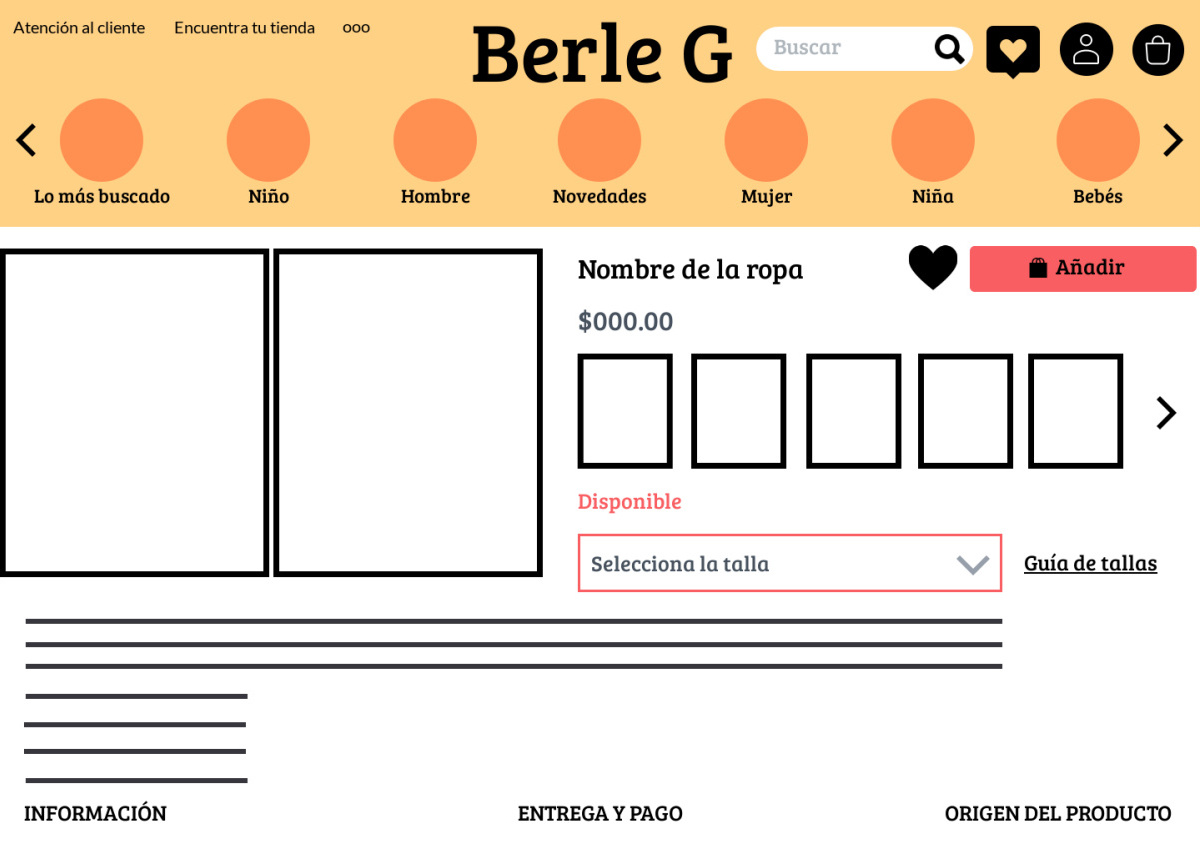 Atención al cliente
Encuentra tu tienda
ooo
Berle G
Buscar
Lo más buscado
Niño
Hombre
Novedades
Mujer
Niña
Bebés
Nombre de la ropa
Añadir
$000.00
Disponible
Selecciona la talla
Guía de tallas
INFORMACIÓN
ENTREGA Y PAGO
ORIGEN DEL PRODUCTO